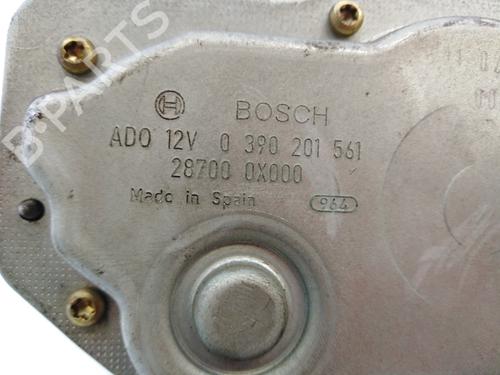 B-PARTS
BOSCH
ADO 12V 0 390 201 561
28700 0X000
Made in Spain 964